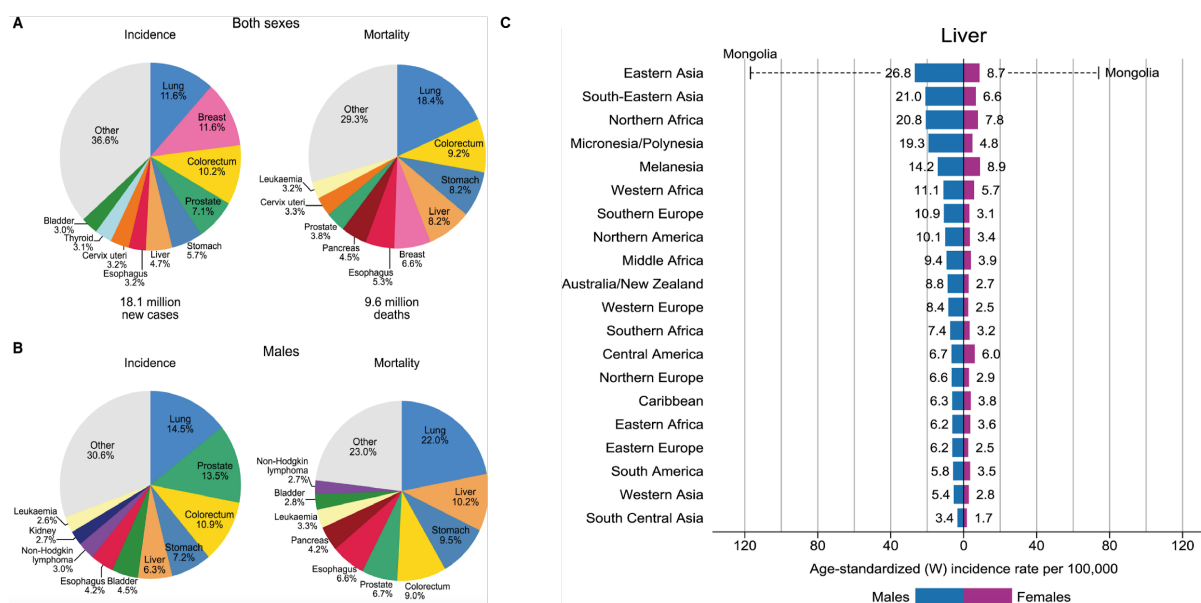 A
Both sexes
Incidence
Lung
11.6%
Breast
11.6%
Colorectum
10.2%
Prostate
7.1%
Stomach
5.7%
Liver
4.7%
Esophagus
3.2%
Cervix uteri
3.2%
Thyroid
3.1%
Bladder
3.0%
Other
36.6%
18.1 million
new cases
Mortality
Lung
18.4%
Colorectum
9.2%
Stomach
8.2%
Liver
8.2%
Breast
6.6%
Esophagus
5.3%
Pancreas
4.5%
Prostate
3.8%
Cervix uteri
3.3%
Leukaemia
3.2%
Other
29.3%
9.6 million
deaths
B
Males
Incidence
Lung
14.5%
Prostate
13.5%
Colorectum
10.9%
Stomach
7.2%
Liver
6.3%
Bladder
4.5%
Esophagus
4.2%
Non-Hodgkin
lymphoma
3.0%
Kidney
2.7%
Leukaemia
2.6%
Other
30.6%
Mortality
Lung
22.0%
Liver
10.2%
Stomach
9.5%
Colorectum
9.0%
Prostate
6.7%
Esophagus
6.6%
Pancreas
4.2%
Leukaemia
3.3%
Bladder
2.8%
Non-Hodgkin
lymphoma
2.7%
Other
23.0%
C
Liver
Mongolia
Eastern Asia 26.8 8.7 Mongolia
South-Eastern Asia 21.0 6.6
Northern Africa 20.8 7.8
Micronesia/Polynesia 19.3 4.8
Melanesia 14.2 8.9
Western Africa 11.1 5.7
Southern Europe 10.9 3.1
Northern America 10.1 3.4
Middle Africa 9.4 3.9
Australia/New Zealand 8.8 2.7
Western Europe 8.4 2.5
Southern Africa 7.4 3.2
Central America 6.7 6.0
Northern Europe 6.6 2.9
Caribbean 6.3 3.8
Eastern Africa 6.2 3.6
Eastern Europe 6.2 2.5
South America 5.8 3.5
Western Asia 5.4 2.8
South Central Asia 3.4 1.7
120 80 40 0 40 80 120
Age-standardized (W) incidence rate per 100,000
Males Females